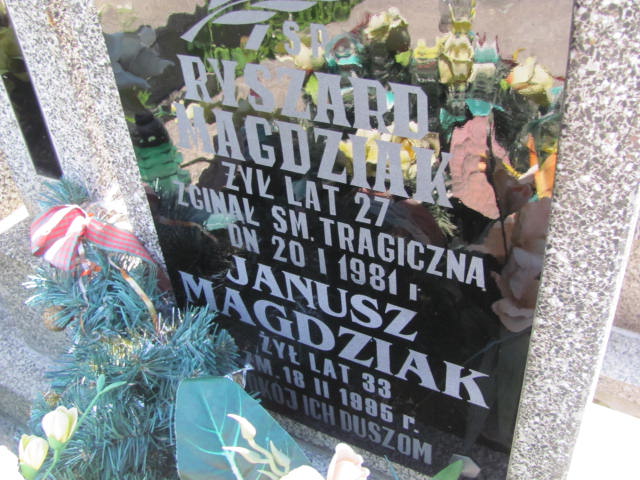 Ś.P.
RYSZARD
MAGDZIAK
ŻYŁ LAT 27
ZGINĄŁ ŚM. TRAGICZNĄ
DN 20 I 1981 r.
JANUSZ
MAGDZIAK
ŻYŁ LAT 33
ZM. 18 II 1995 r.
POKÓJ ICH DUSZOM